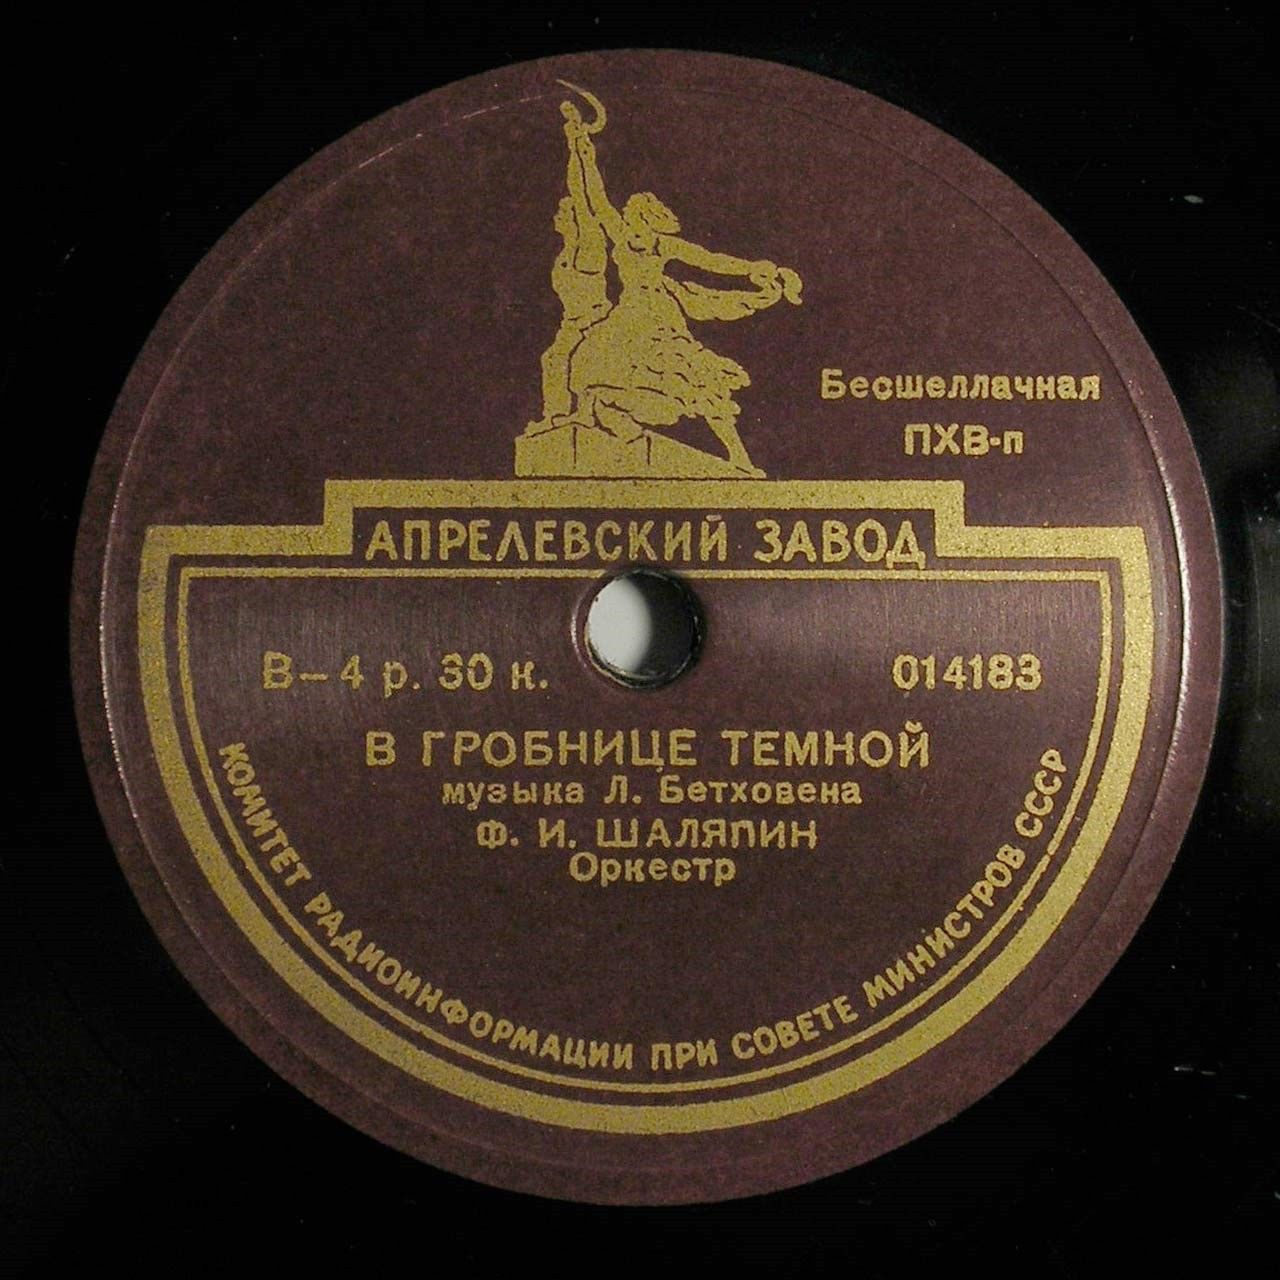 Бесшеллачная
ПХВ-п
АПРЕЛЕВСКИЙ ЗАВОД
В-4 р. 30 к.
014183
В ГРОБНИЦЕ ТЕМНОЙ
музыка Л. Бетховена
Ф. И. ШАЛЯПИН
Оркестр
КОМИТЕТ РАДИОИНФОРМАЦИИ ПРИ СОВЕТЕ МИНИСТРОВ СССР